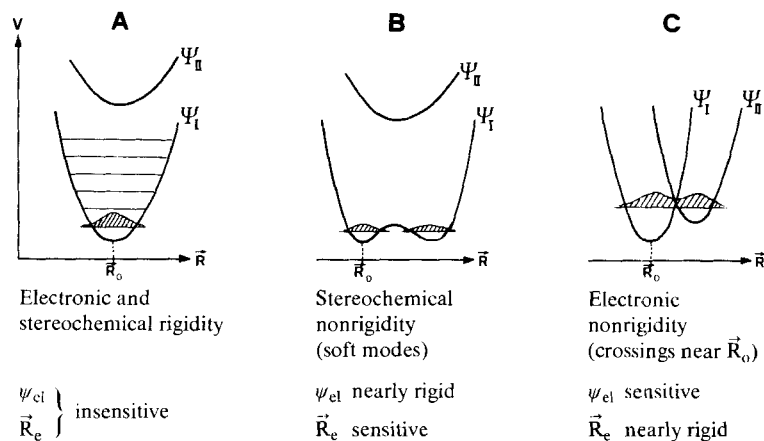 A
V
Ψ_II
Ψ_I
R⃗
R⃗_o
Electronic and
stereochemical rigidity
ψ_el } insensitive
R⃗_e
B
Ψ_II
Ψ_I
R⃗
R⃗_o
Stereochemical
nonrigidity
(soft modes)
ψ_el nearly rigid
R⃗_e sensitive
C
Ψ_I
Ψ_II
R⃗
R⃗_o
Electronic
nonrigidity
(crossings near R⃗_o)
ψ_el sensitive
R⃗_e nearly rigid